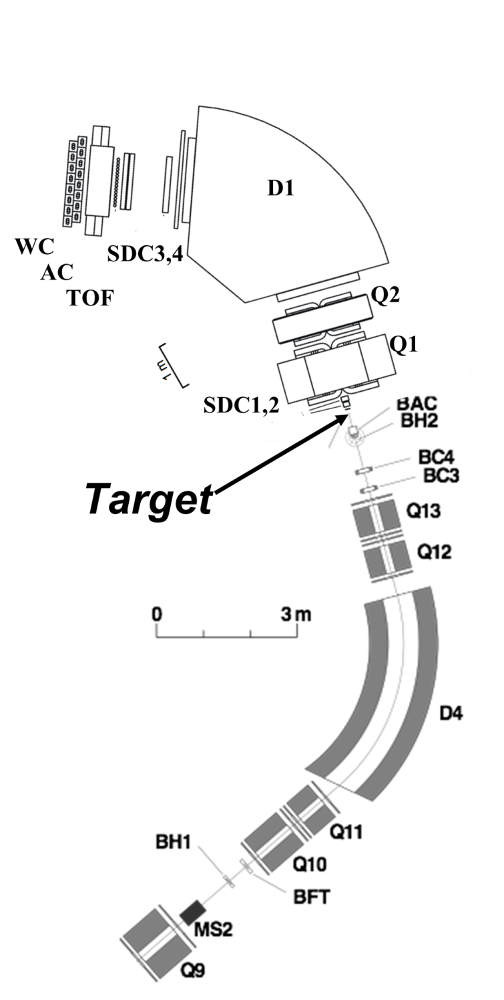 D1
WC
SDC3,4
AC
TOF
Q2
Q1
1 m
SDC1,2
BAC
BH2
BC4
BC3
Target
Q13
Q12
0 3 m
D4
Q11
BH1
Q10
BFT
MS2
Q9